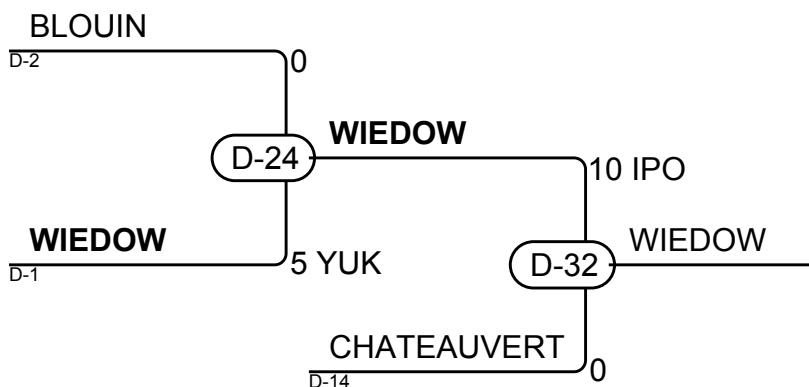 BLOUIN
D-2
0
D-24
WIEDOW
10 IPO
WIEDOW
D-1
5 YUK
D-32
WIEDOW
CHATEAUVERT
D-14
0